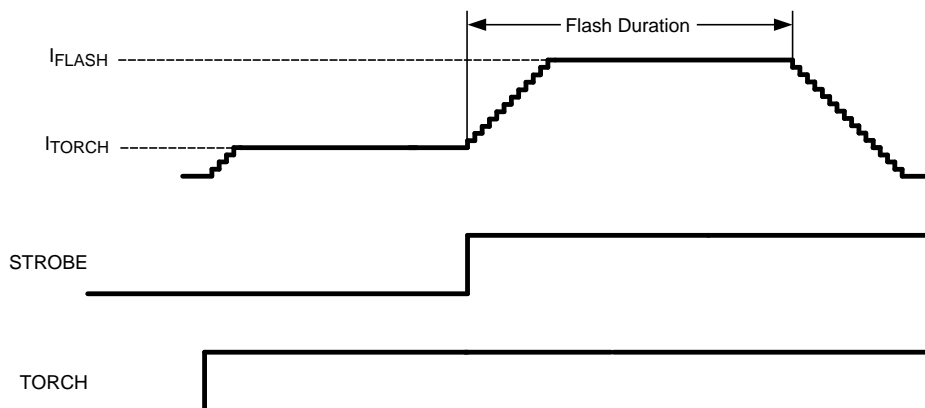 Flash Duration
IFLASH
ITORCH
STROBE
TORCH